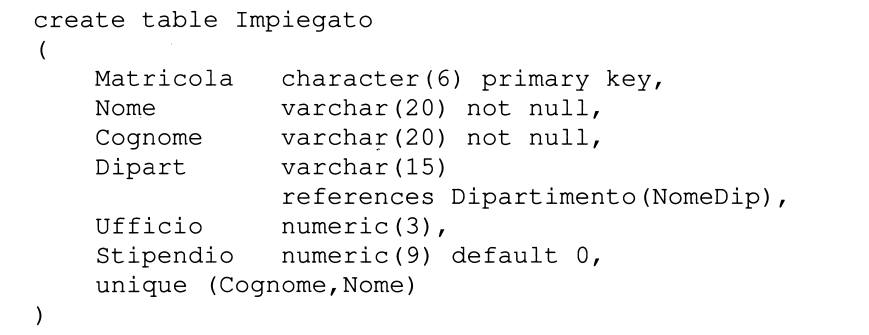 create table Impiegato
(
Matricola character(6) primary key,
Nome varchar(20) not null,
Cognome varchar(20) not null,
Dipart varchar(15)
references Dipartimento(NomeDip),
Ufficio numeric(3),
Stipendio numeric(9) default 0,
unique (Cognome,Nome)
)